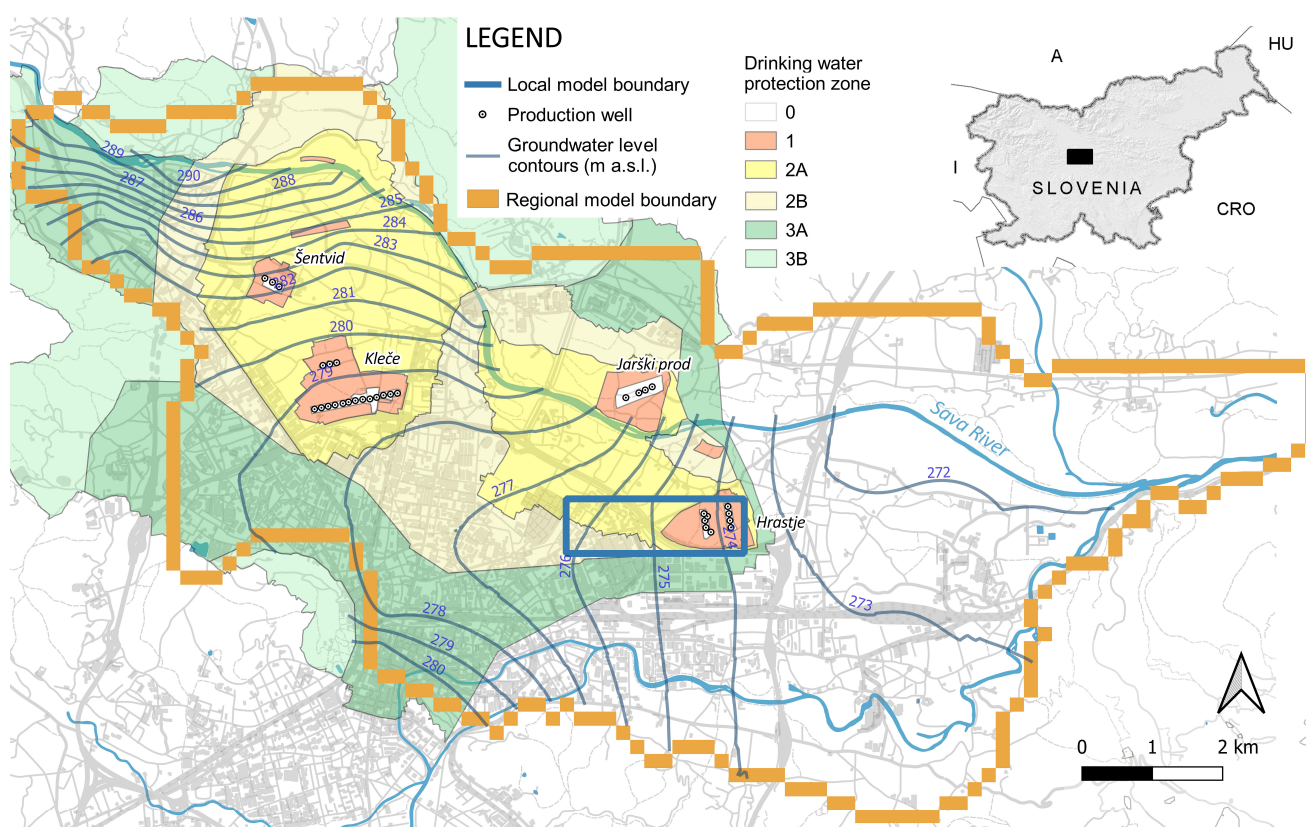 LEGEND
Local model boundary
Production well
Groundwater level
contours (m a.s.l.)
Regional model boundary
Drinking water
protection zone
0
1
2A
2B
3A
3B
A
HU
I
SLOVENIA
CRO
289
290
287
288
286
285
284
283
Šentvid
282
281
280
Kleče
279
Jarški prod
Sava River
272
277
Hrastje
274
276
275
273
278
279
280
0 1 2 km